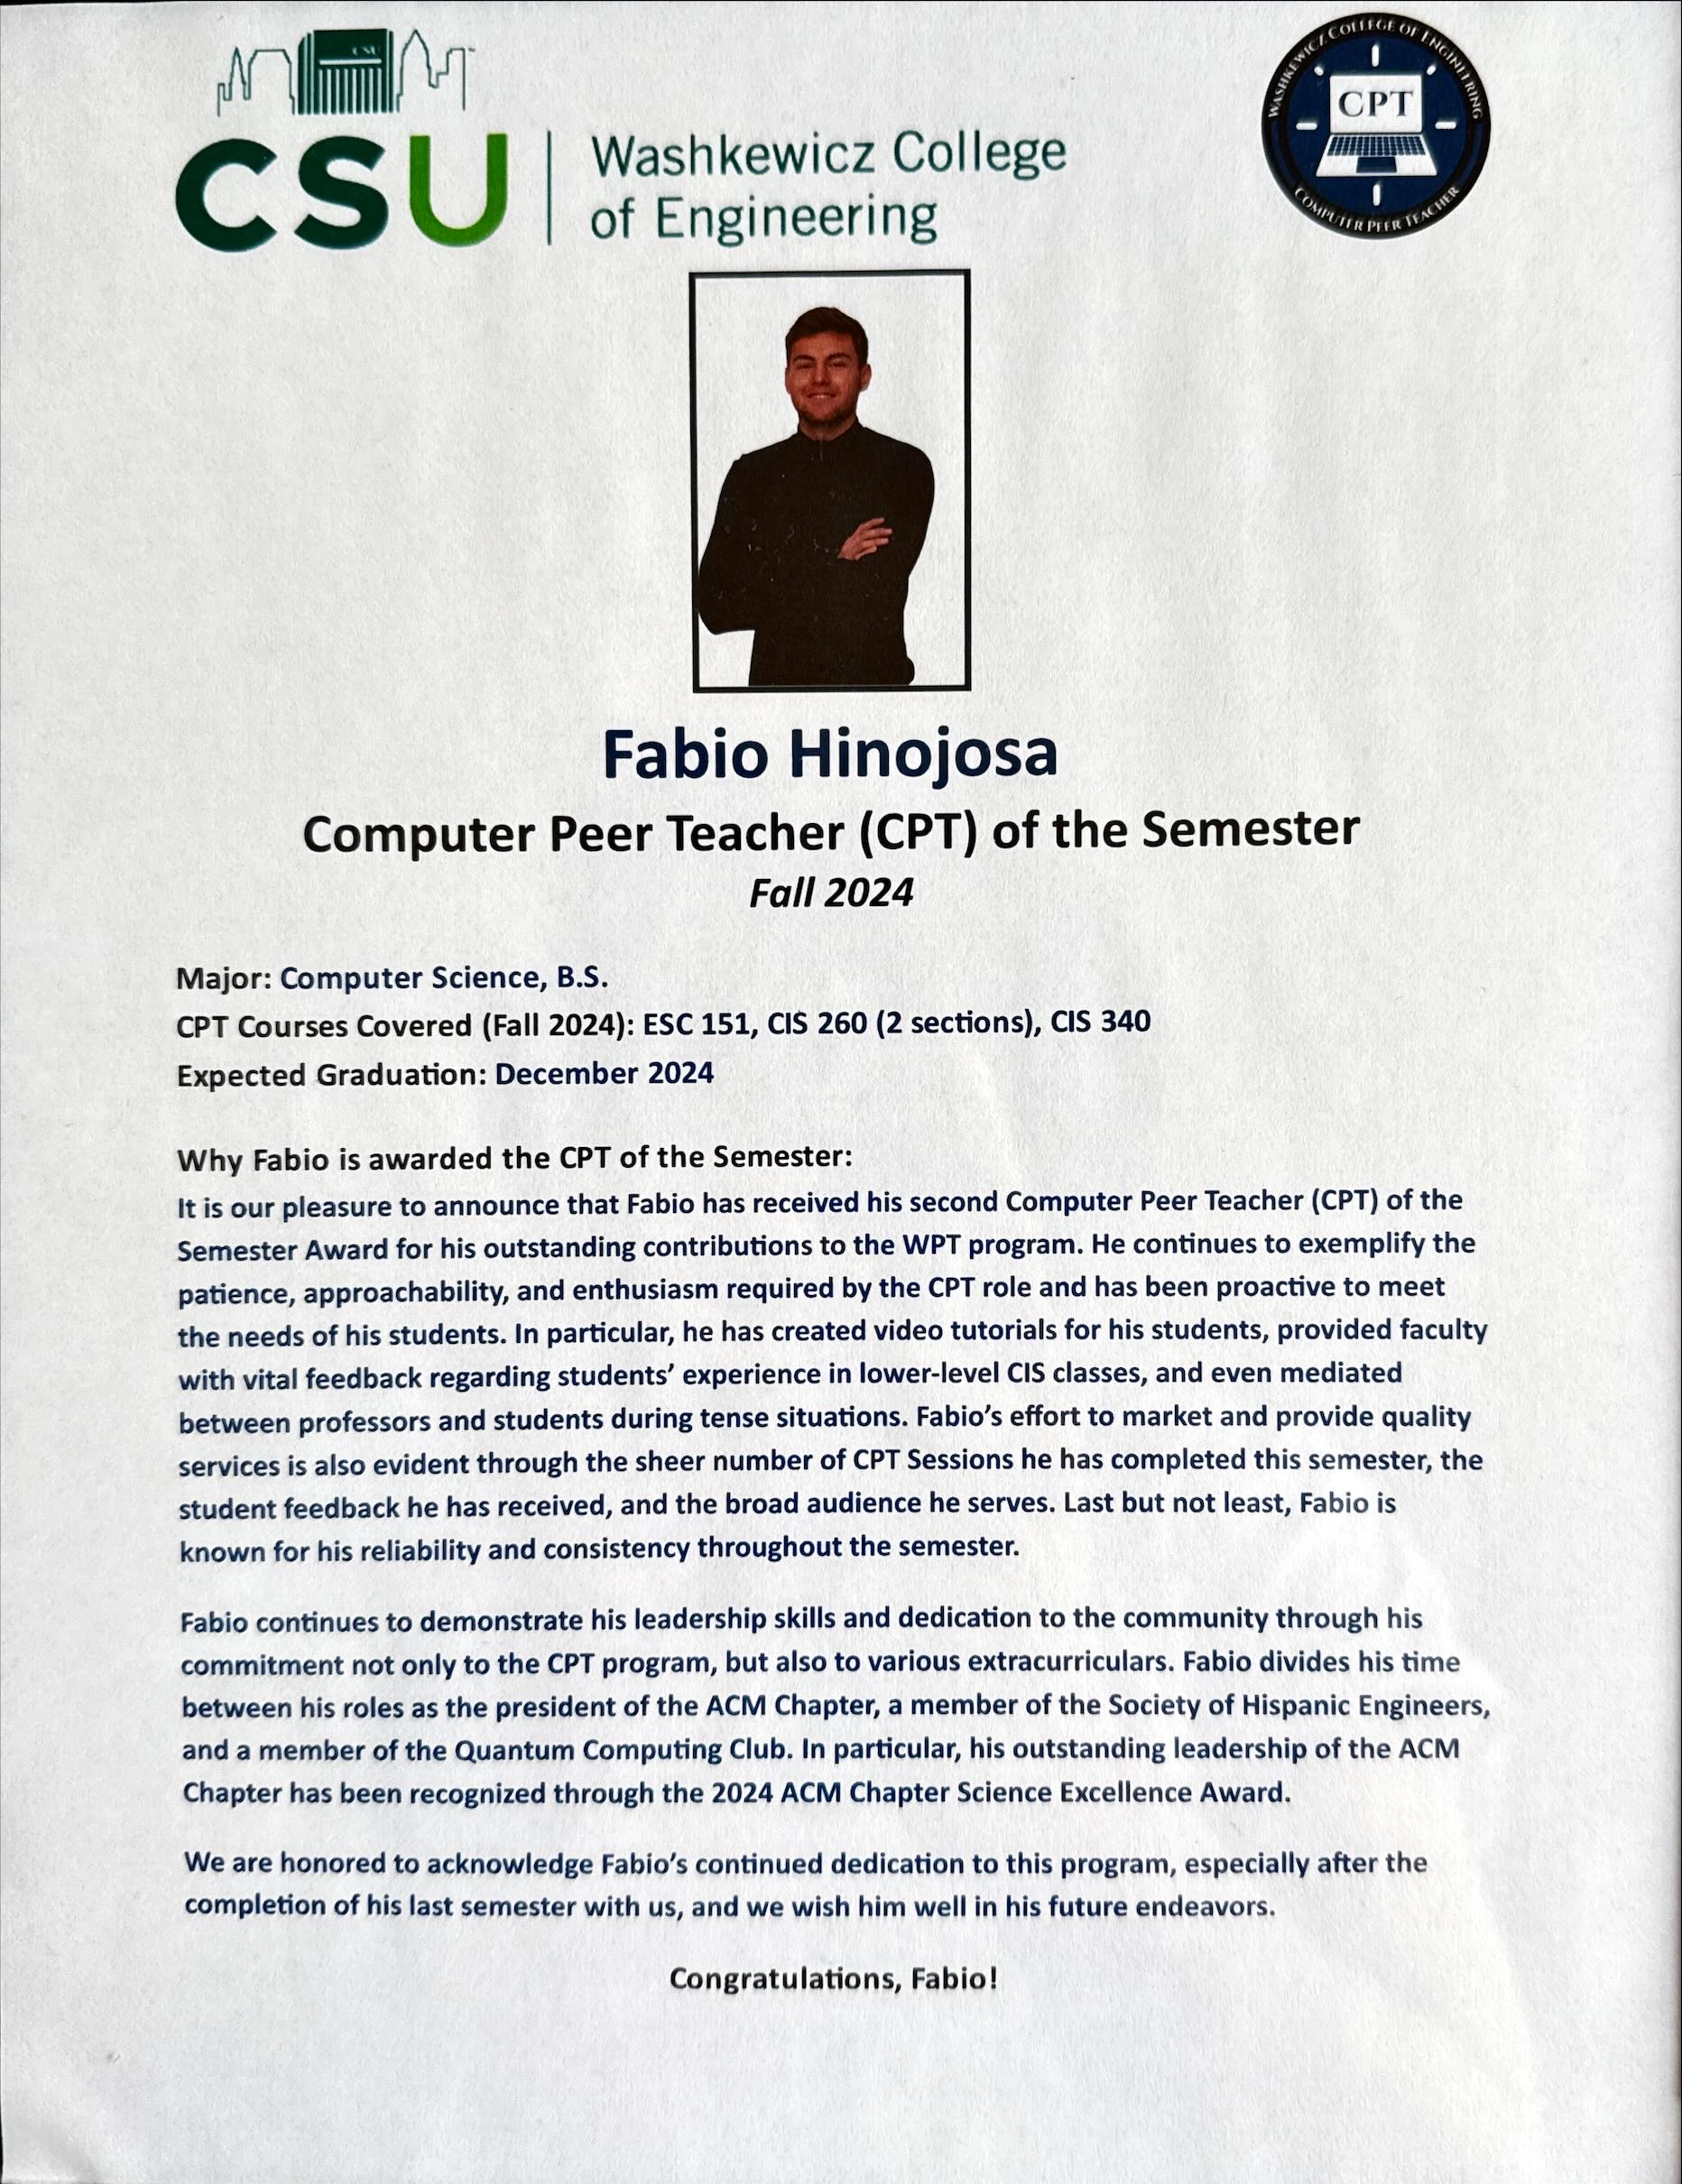 CSU
CSU
Washkewicz College
of Engineering
WASHKEWICZ COLLEGE OF ENGINEERING
CPT
COMPUTER PEER TEACHER
Fabio Hinojosa
Computer Peer Teacher (CPT) of the Semester
Fall 2024
Major: Computer Science, B.S.
CPT Courses Covered (Fall 2024): ESC 151, CIS 260 (2 sections), CIS 340
Expected Graduation: December 2024
Why Fabio is awarded the CPT of the Semester:
It is our pleasure to announce that Fabio has received his second Computer Peer Teacher (CPT) of the
Semester Award for his outstanding contributions to the WPT program. He continues to exemplify the
patience, approachability, and enthusiasm required by the CPT role and has been proactive to meet
the needs of his students. In particular, he has created video tutorials for his students, provided faculty
with vital feedback regarding students’ experience in lower-level CIS classes, and even mediated
between professors and students during tense situations. Fabio’s effort to market and provide quality
services is also evident through the sheer number of CPT Sessions he has completed this semester, the
student feedback he has received, and the broad audience he serves. Last but not least, Fabio is
known for his reliability and consistency throughout the semester.
Fabio continues to demonstrate his leadership skills and dedication to the community through his
commitment not only to the CPT program, but also to various extracurriculars. Fabio divides his time
between his roles as the president of the ACM Chapter, a member of the Society of Hispanic Engineers,
and a member of the Quantum Computing Club. In particular, his outstanding leadership of the ACM
Chapter has been recognized through the 2024 ACM Chapter Science Excellence Award.
We are honored to acknowledge Fabio’s continued dedication to this program, especially after the
completion of his last semester with us, and we wish him well in his future endeavors.
Congratulations, Fabio!